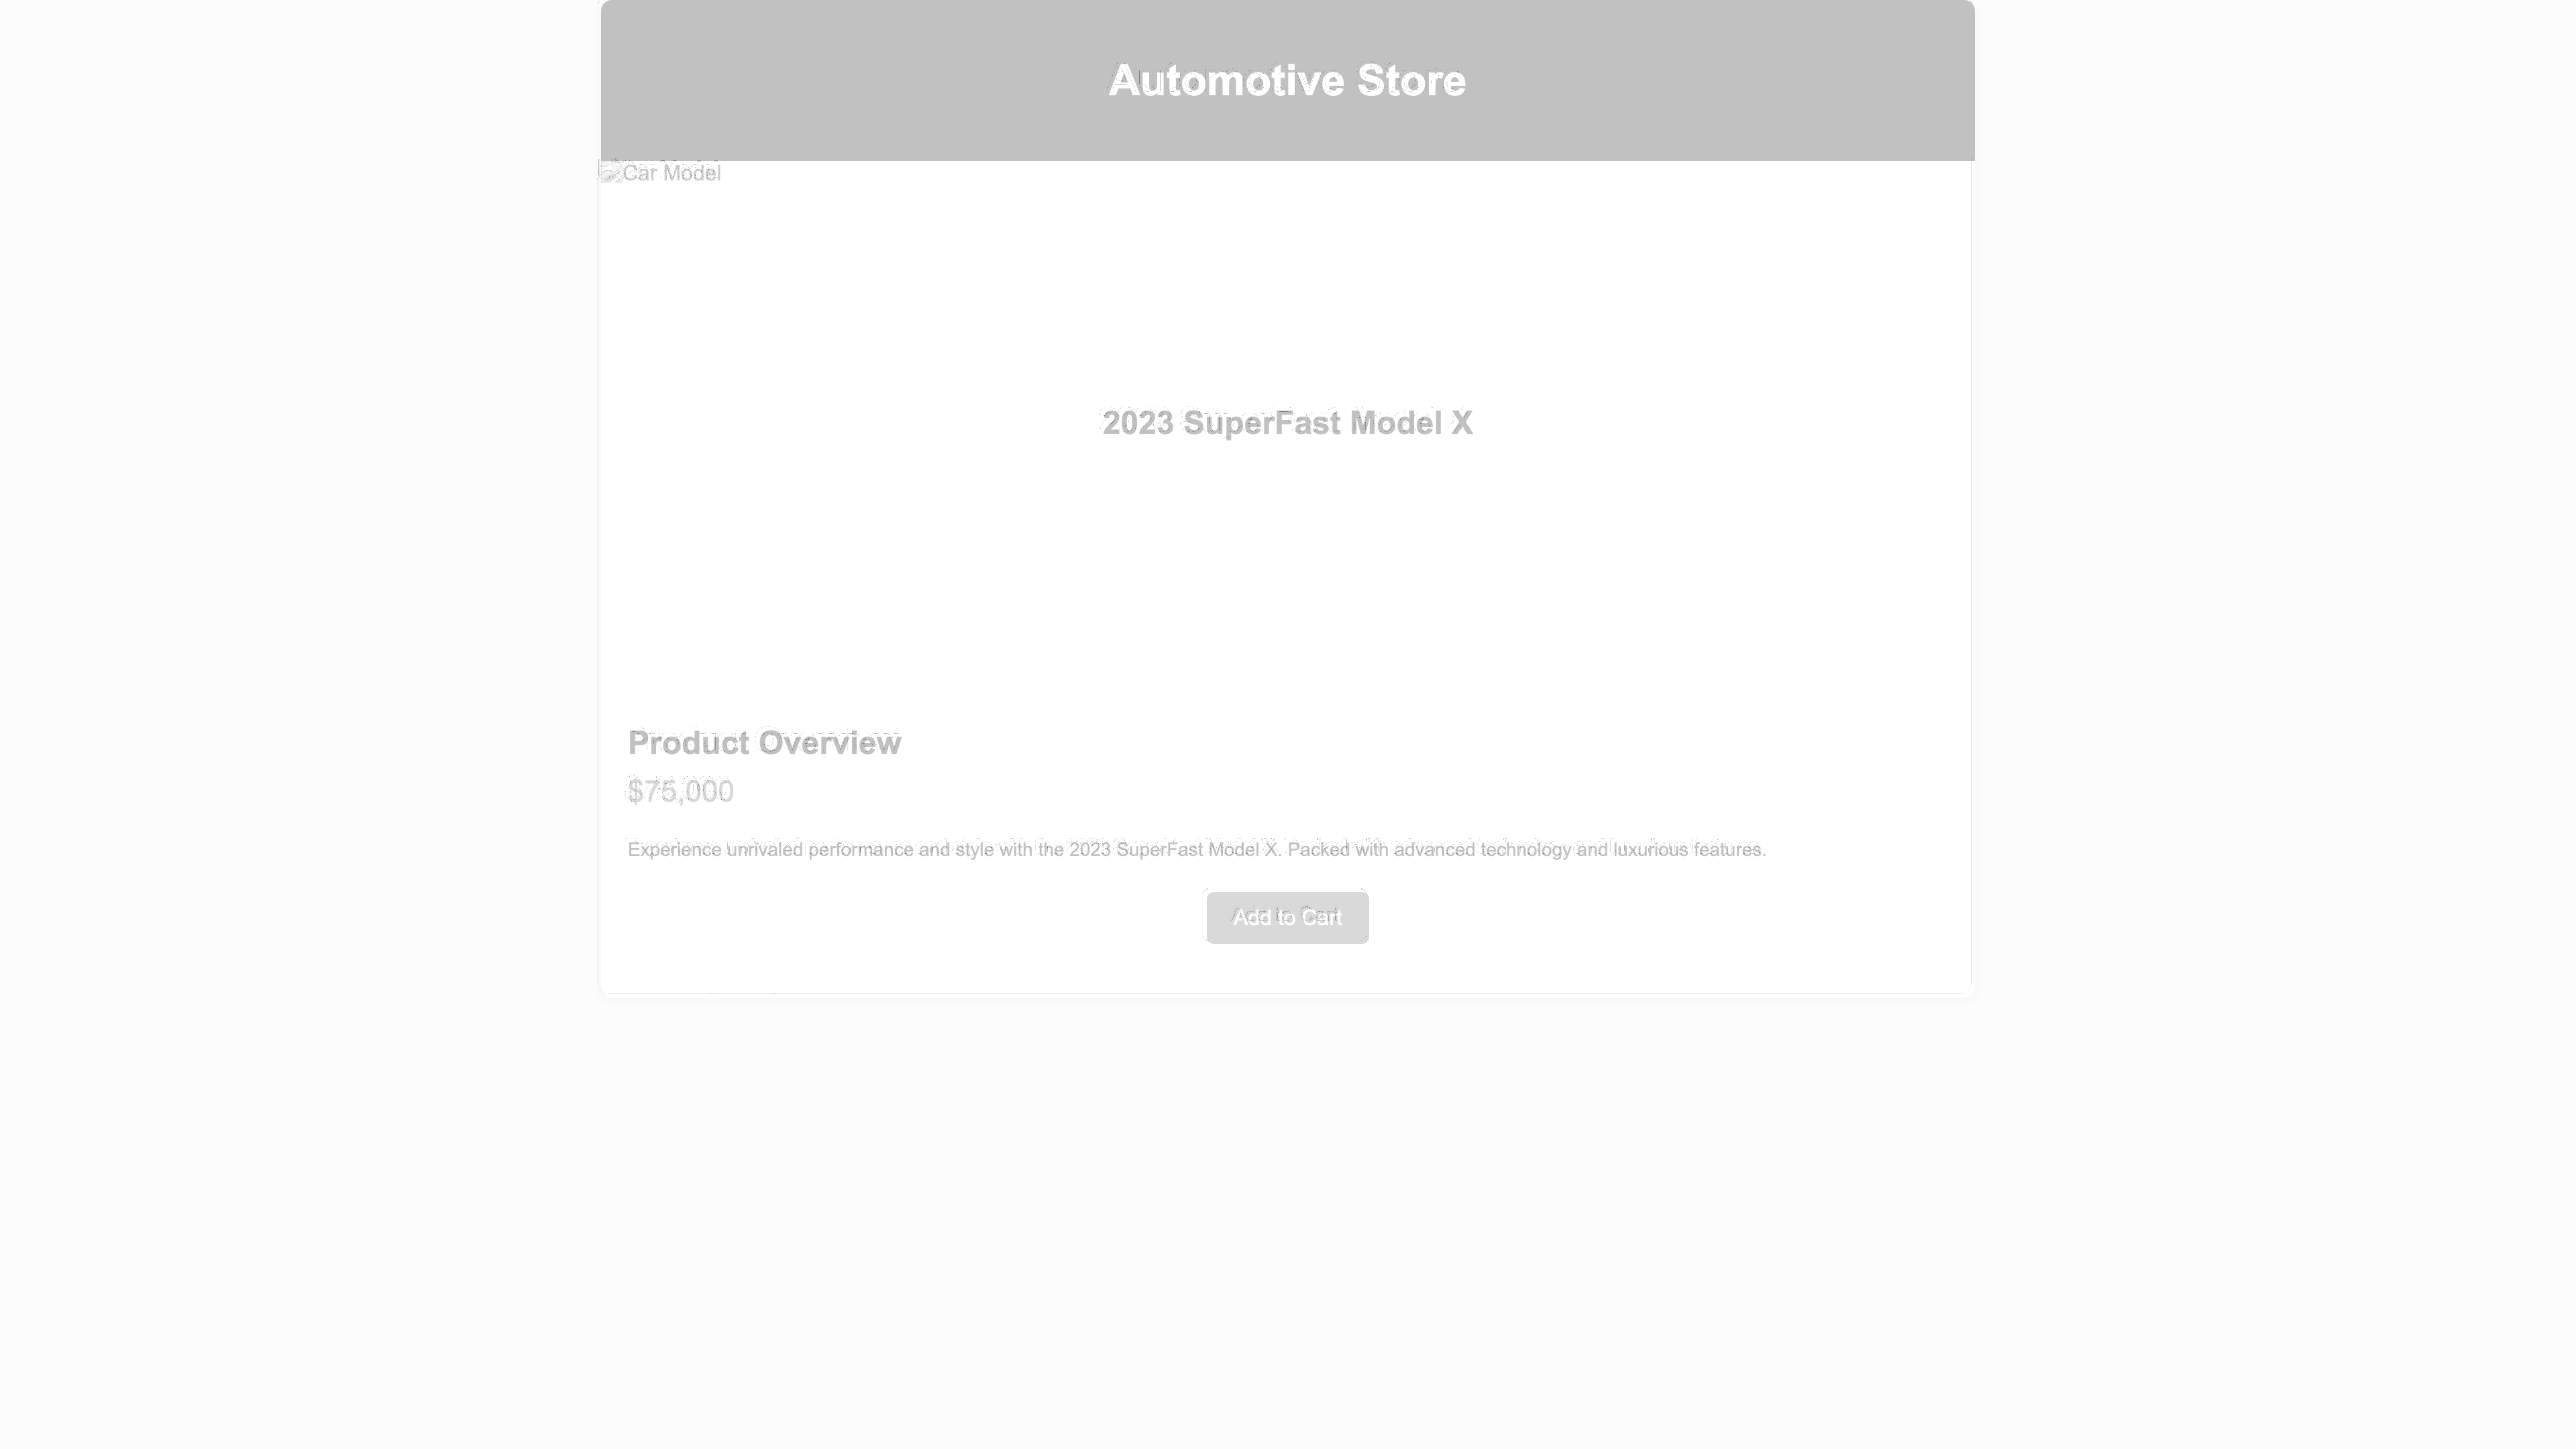 Automotive Store
Car Model
2023 SuperFast Model X
Product Overview
$75,000
Experience unrivaled performance and style with the 2023 SuperFast Model X. Packed with advanced technology and luxurious features.
Add to Cart